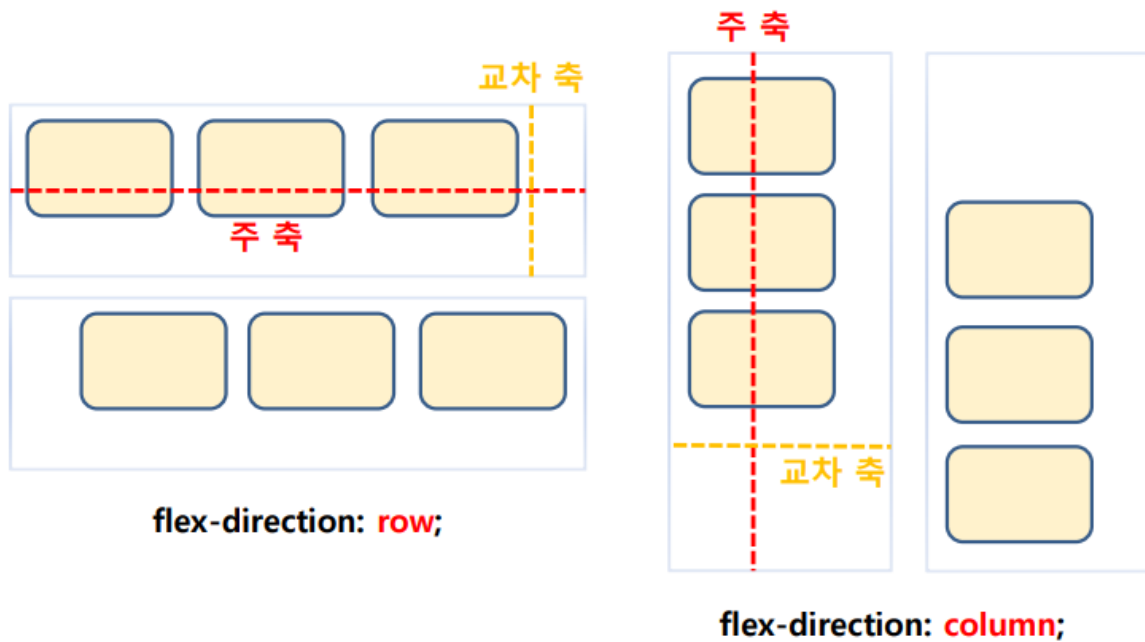 교차 축
주 축
flex-direction: row;
주 축
교차 축
flex-direction: column;